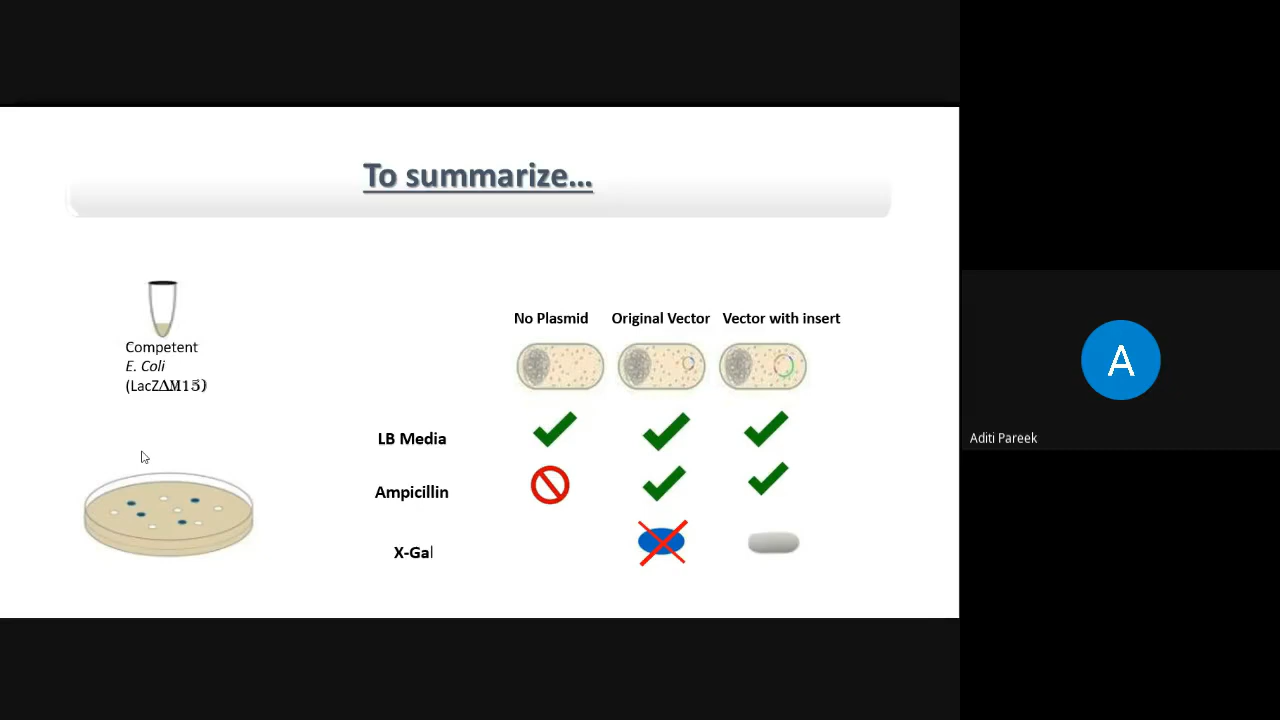 To summarize...
Competent
E. Coli
(LacZΔM15)
No Plasmid Original Vector Vector with insert
LB Media
Ampicillin
X-Gal
A
Aditi Pareek